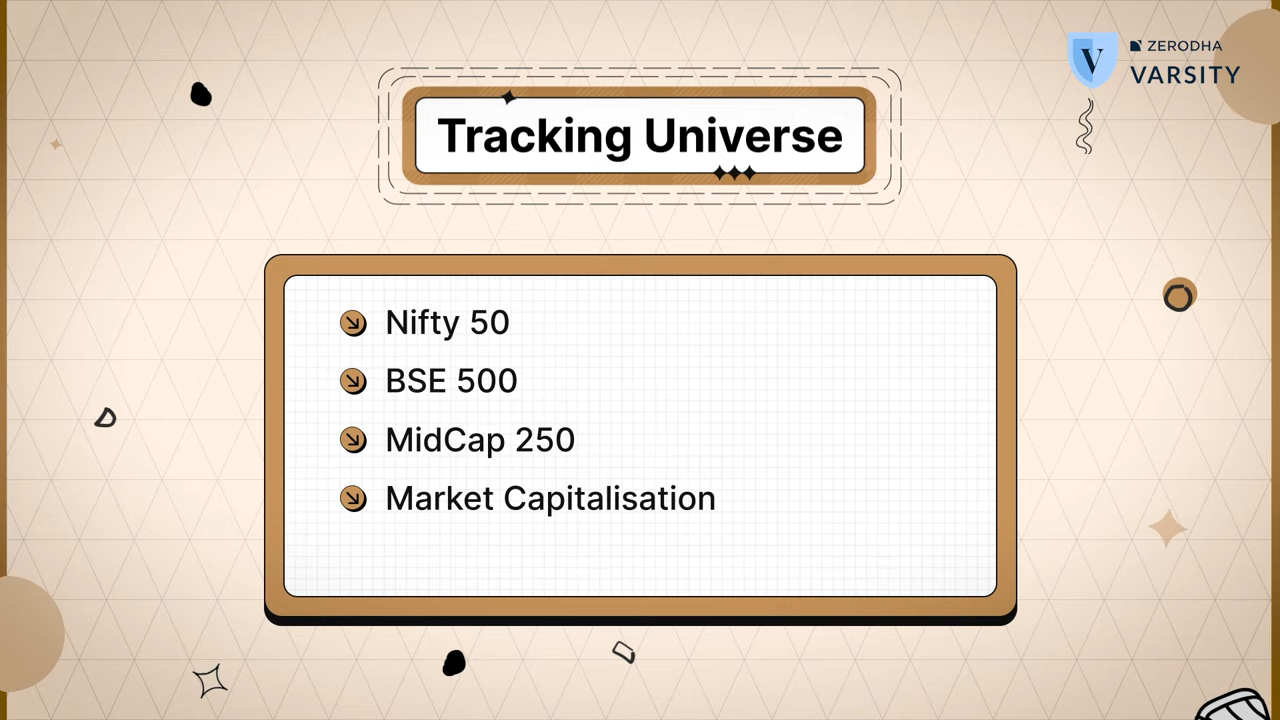 ZERODHA
VARSITY
Tracking Universe
Nifty 50
BSE 500
MidCap 250
Market Capitalisation